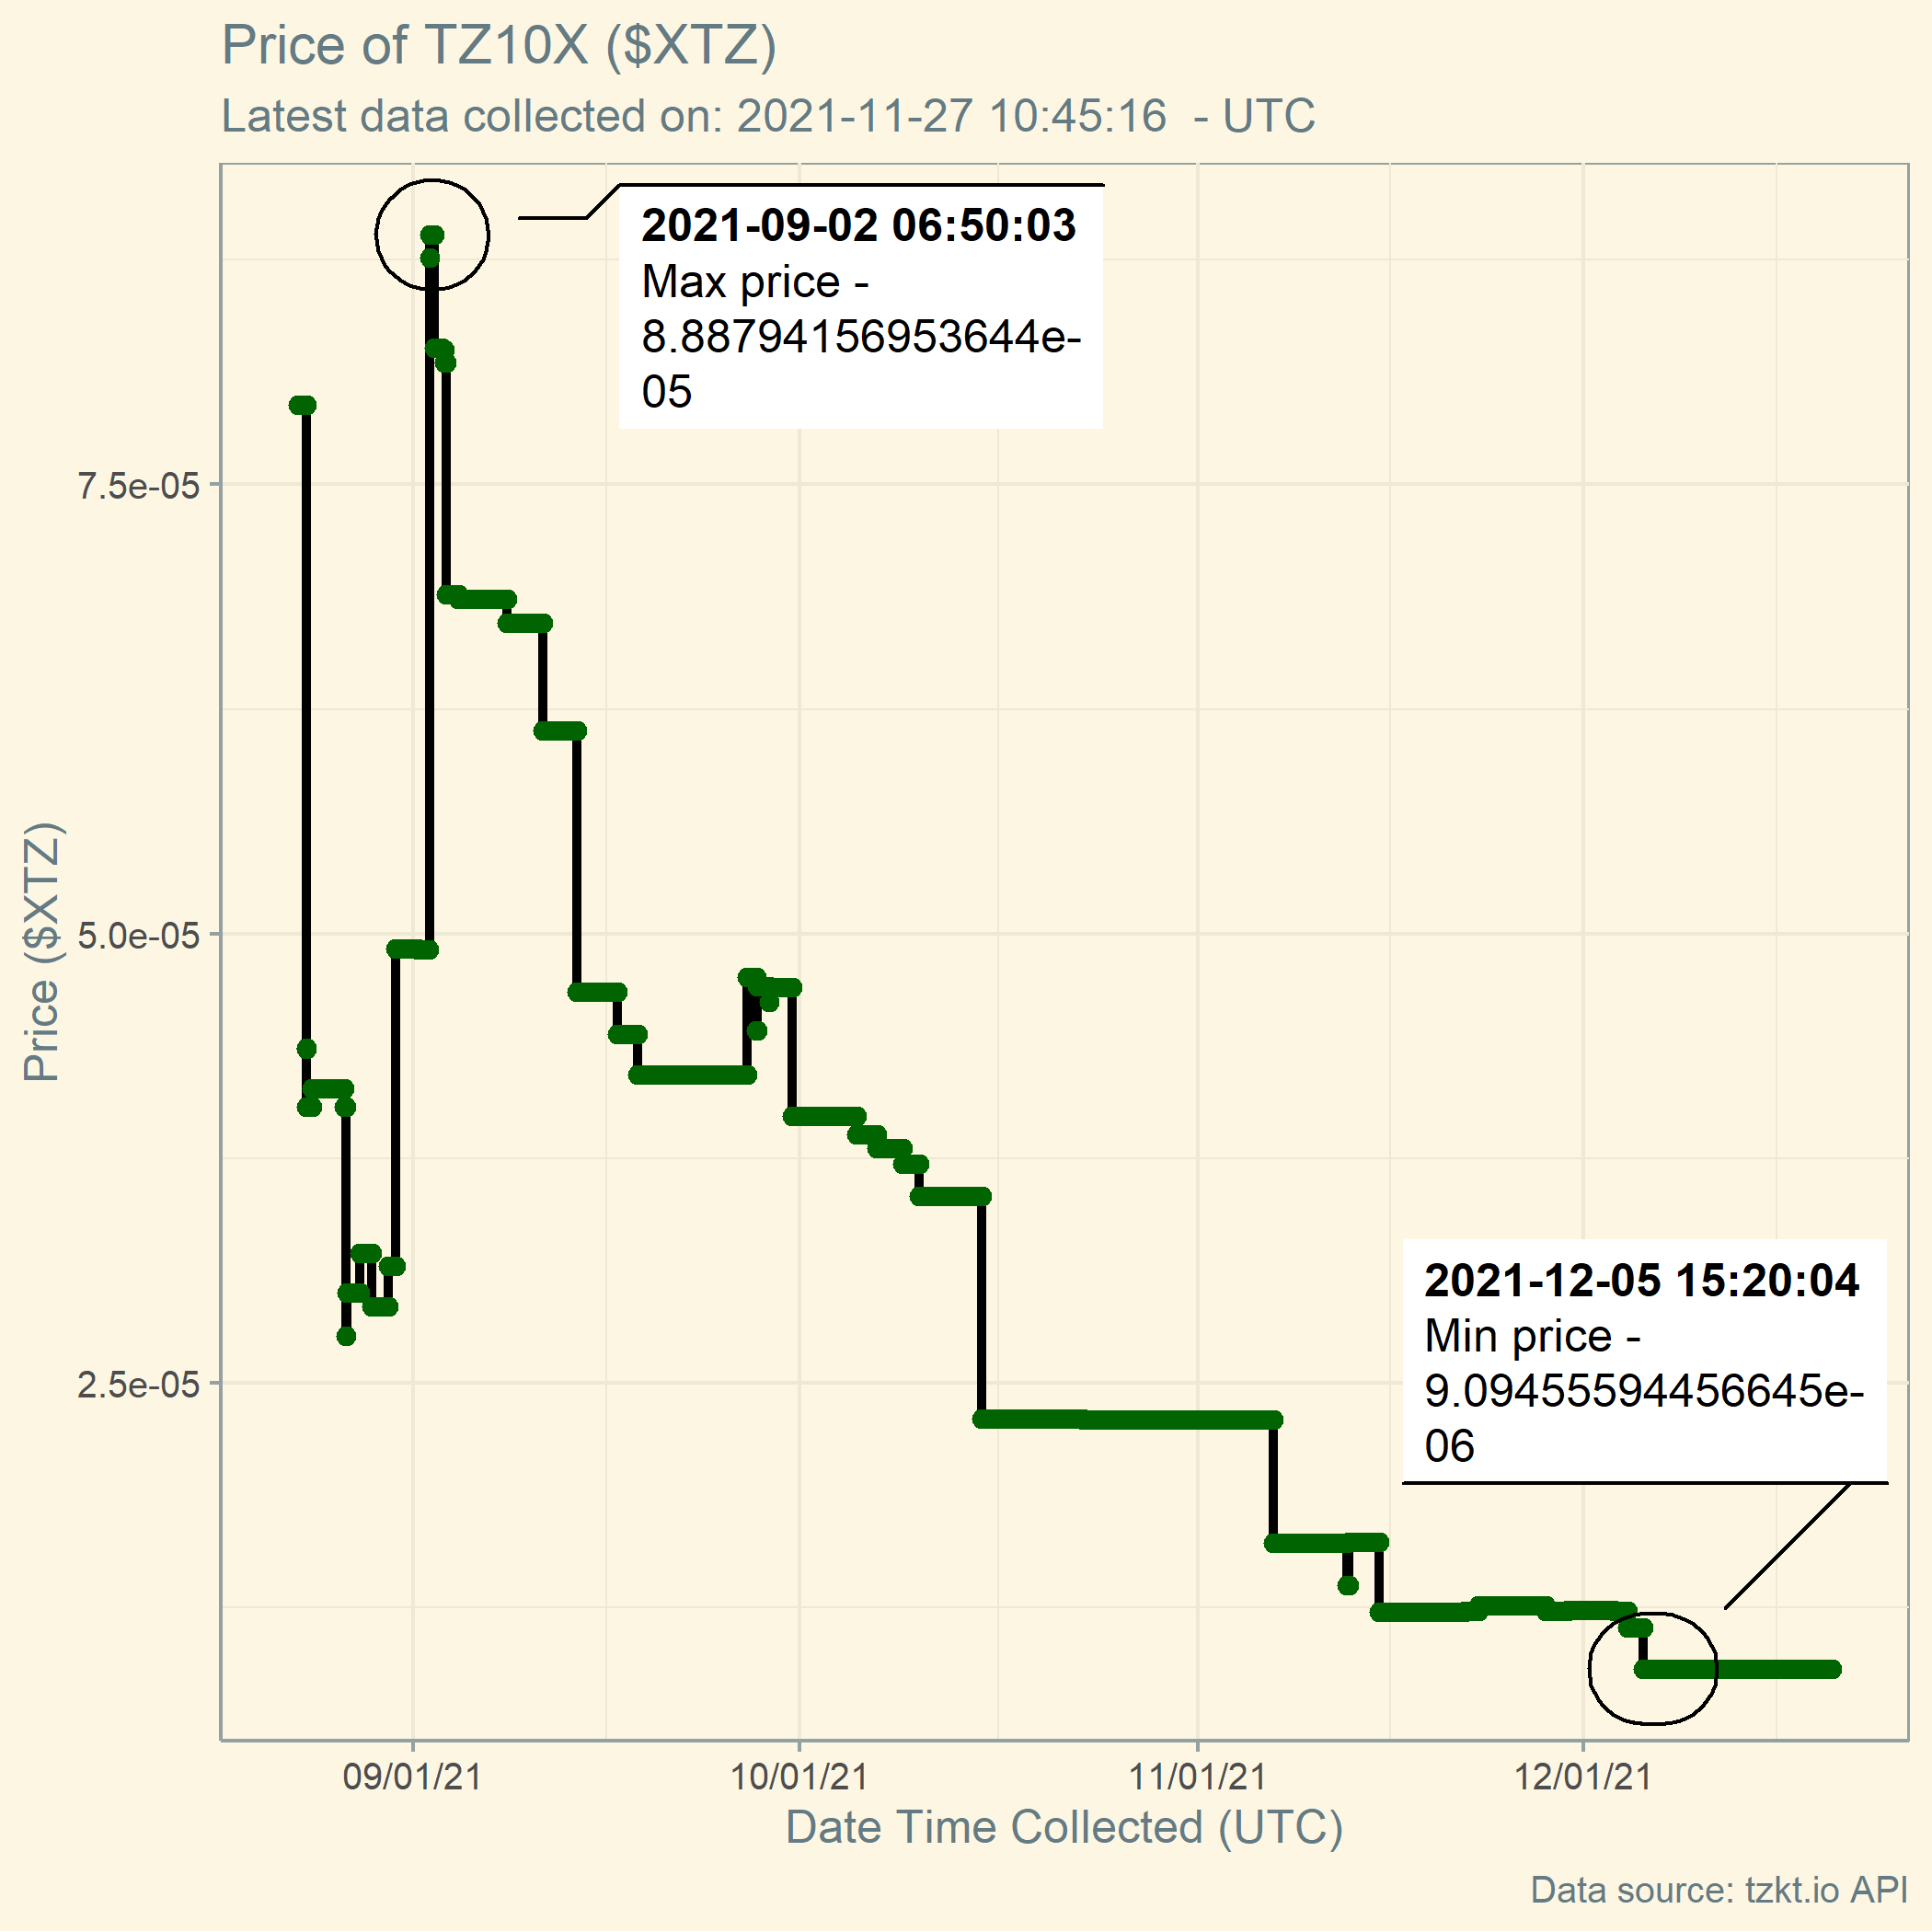 Price of TZ10X ($XTZ)
Latest data collected on: 2021-11-27 10:45:16  - UTC
2021-09-02 06:50:03
Max price -
8.88794156953644e-
05
7.5e-05
5.0e-05
2.5e-05
Price ($XTZ)
2021-12-05 15:20:04
Min price -
9.09455594456645e-
06
09/01/21
10/01/21
11/01/21
12/01/21
Date Time Collected (UTC)
Data source: tzkt.io API